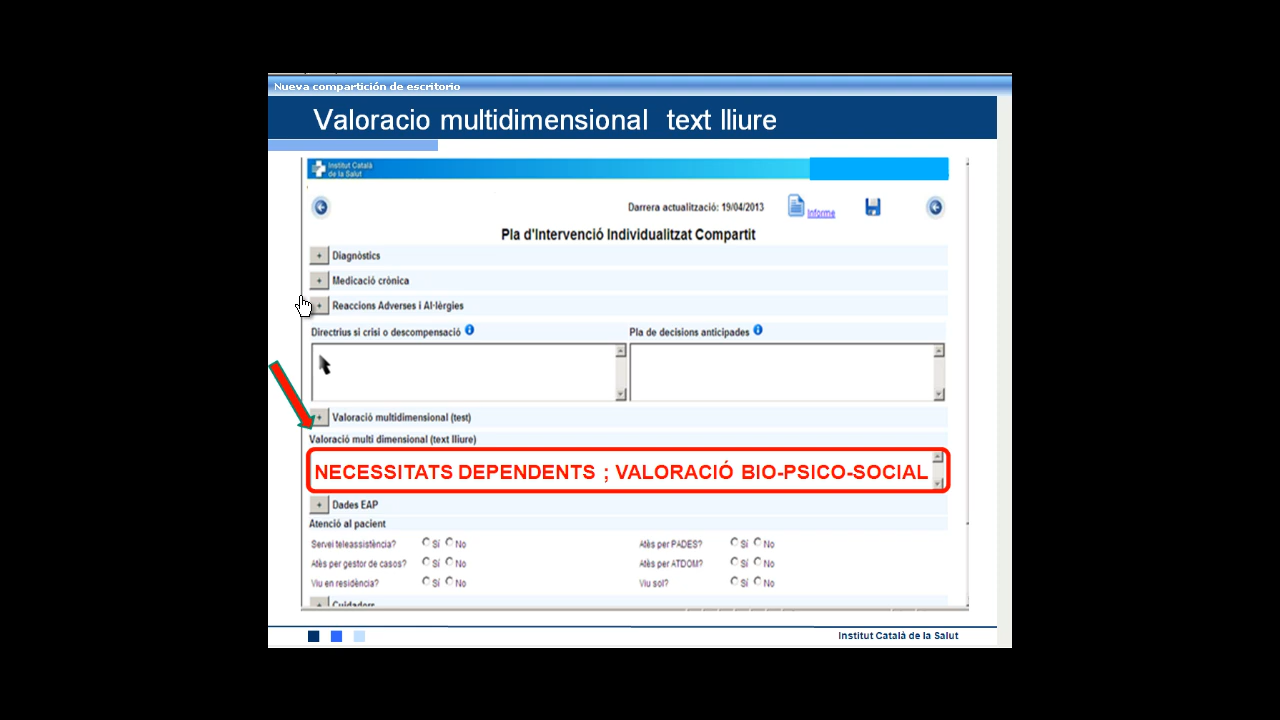 Nueva compartición de escritorio
Valoracio multidimensional text lliure
Institut Català
de la Salut
Darrera actualització: 19/04/2013
Informe
Pla d'Intervenció Individualitzat Compartit
+ Diagnòstics
+ Medicació crònica
+ Reaccions Adverses i Al·lèrgies
Directrius si crisi o descompensació
Pla de decisions anticipades
+ Valoració multidimensional (test)
Valoració multi dimensional (text lliure)
NECESSITATS DEPENDENTS ; VALORACIÓ BIO-PSICO-SOCIAL
+ Dades EAP
Atenció al pacient
Servei teleassistència? Sí No Atès per PADES? Sí No
Atès per gestor de casos? Sí No Atès per ATDOM? Sí No
Viu en residència? Sí No Viu sol? Sí No
+ Cuidadors
Institut Català de la Salut